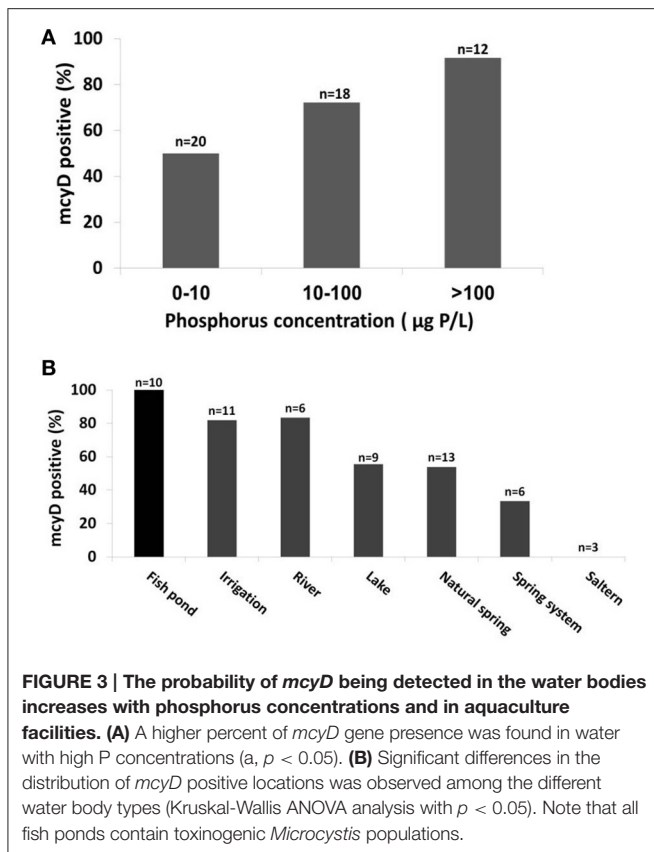 A
mcyD positive (%)
100
80
60
40
20
0
n=20
n=18
n=12
0-10
10-100
>100
Phosphorus concentration ( µg P/L)
B
mcyD positive (%)
100
80
60
40
20
0
n=10
n=11
n=6
n=9
n=13
n=6
n=3
Fish pond
Irrigation
River
Lake
Natural spring
Spring system
Saltern
FIGURE 3 | The probability of mcyD being detected in the water bodies
increases with phosphorus concentrations and in aquaculture
facilities. (A) A higher percent of mcyD gene presence was found in water
with high P concentrations (a, p < 0.05). (B) Significant differences in the
distribution of mcyD positive locations was observed among the different
water body types (Kruskal-Wallis ANOVA analysis with p < 0.05). Note that all
fish ponds contain toxinogenic Microcystis populations.